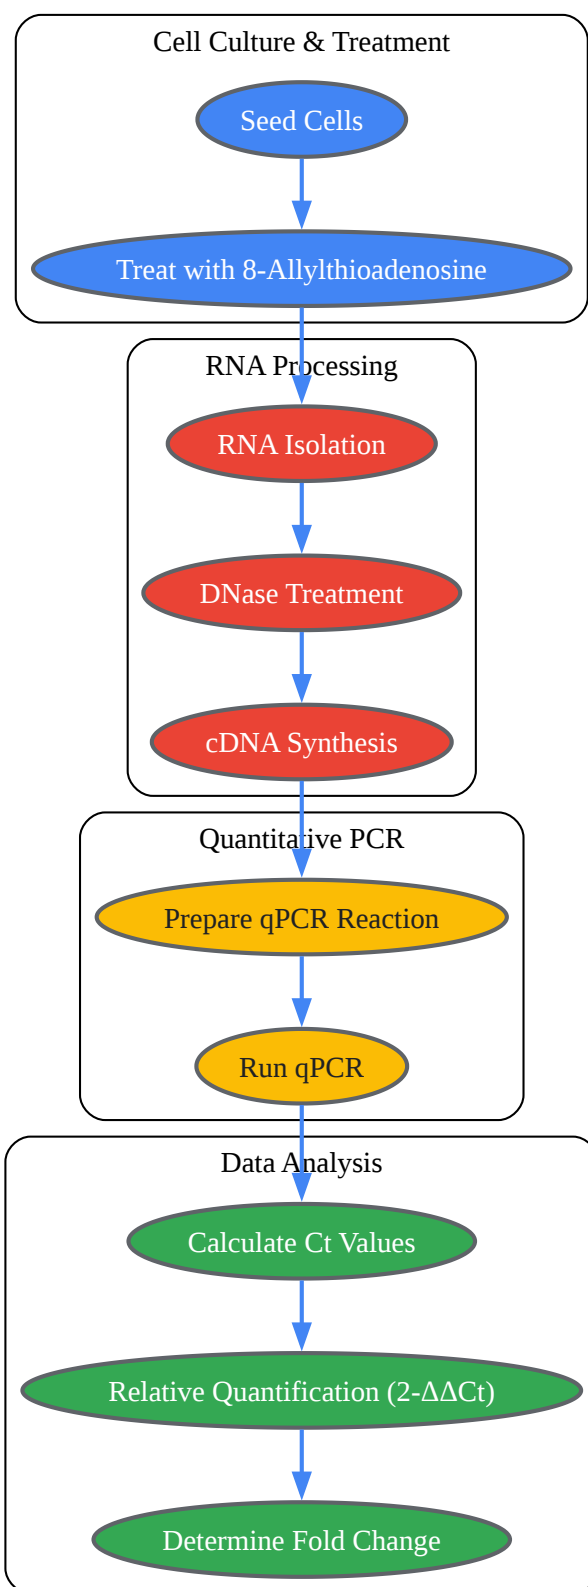 Cell Culture & Treatment
Seed Cells
Treat with 8-Allylthioadenosine
RNA Processing
RNA Isolation
DNase Treatment
cDNA Synthesis
Quantitative PCR
Prepare qPCR Reaction
Run qPCR
Data Analysis
Calculate Ct Values
Relative Quantification (2-ΔΔCt)
Determine Fold Change